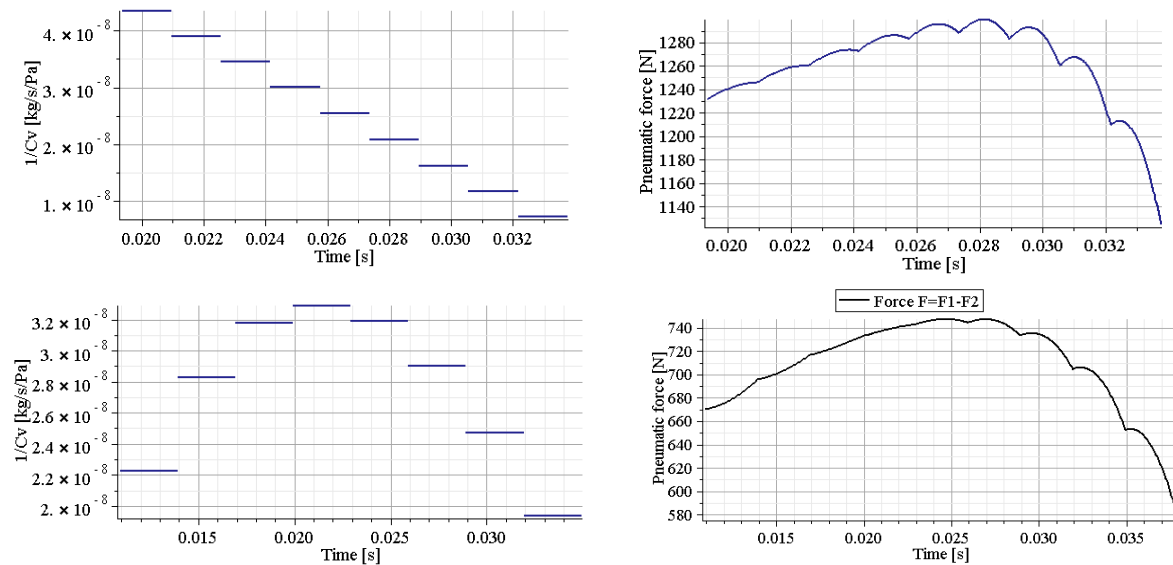 4. × 10⁻⁸
3. × 10⁻⁸
2. × 10⁻⁸
1. × 10⁻⁸
1/Cv [kg/s/Pa]
0.020 0.022 0.024 0.026 0.028 0.030 0.032
Time [s]
1280
1260
1240
1220
1200
1180
1160
1140
Pneumatic force [N]
0.020 0.022 0.024 0.026 0.028 0.030 0.032
Time [s]
3.2 × 10⁻⁸
3.0 × 10⁻⁸
2.8 × 10⁻⁸
2.6 × 10⁻⁸
2.4 × 10⁻⁸
2.2 × 10⁻⁸
2. × 10⁻⁸
1/Cv [kg/s/Pa]
0.015 0.020 0.025 0.030
Time [s]
Force F=F1-F2
740
720
700
680
660
640
620
600
580
Pneumatic force [N]
0.015 0.020 0.025 0.030 0.035
Time [s]